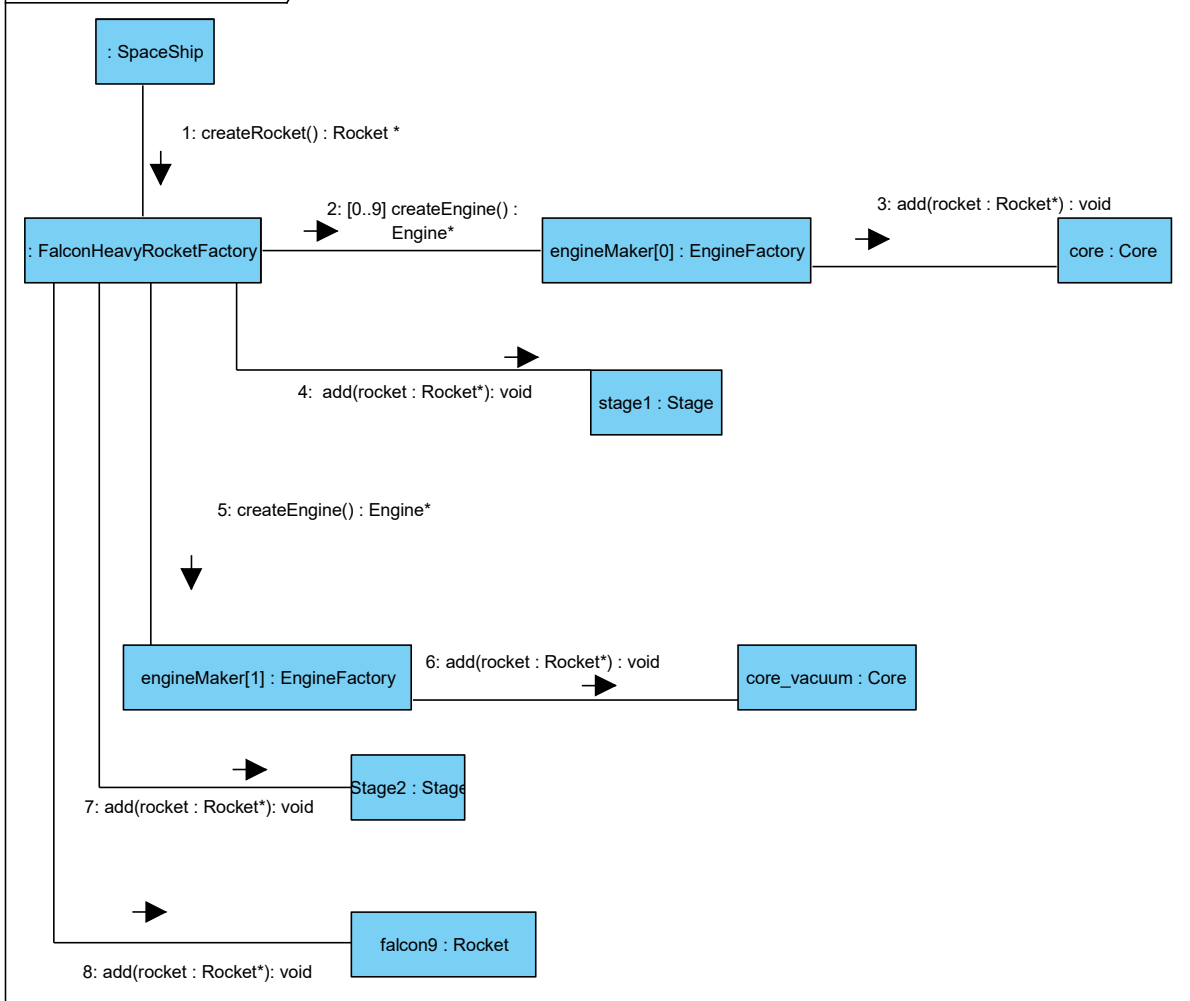 : SpaceShip
1: createRocket() : Rocket *
2: [0..9] createEngine() :
Engine*
3: add(rocket : Rocket*) : void
: FalconHeavyRocketFactory
engineMaker[0] : EngineFactory
core : Core
4:  add(rocket : Rocket*): void
stage1 : Stage
5: createEngine() : Engine*
engineMaker[1] : EngineFactory
6: add(rocket : Rocket*) : void
core_vacuum : Core
Stage2 : Stage
7: add(rocket : Rocket*): void
falcon9 : Rocket
8: add(rocket : Rocket*): void